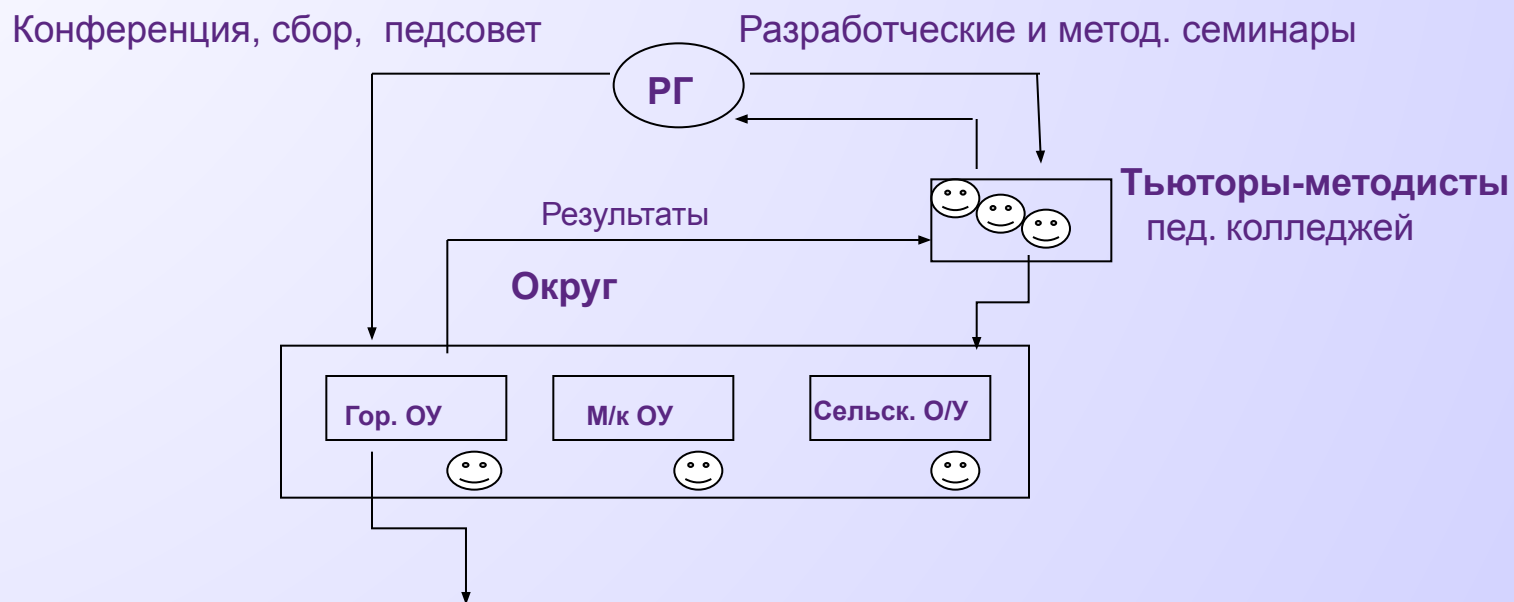 Конференция, сбор, педсовет
Разработческие и метод. семинары
РГ
Тьюторы-методисты
пед. колледжей
Результаты
Округ
Гор. ОУ
М/к ОУ
Сельск. О/У